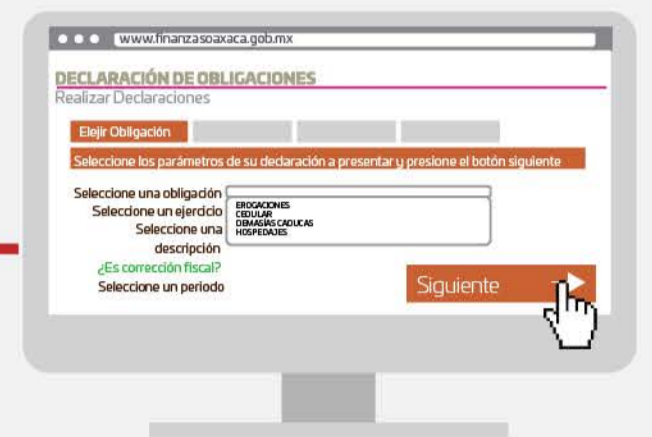 www.finanzasoaxaca.gob.mx
DECLARACIÓN DE OBLIGACIONES
Realizar Declaraciones
Elejir Obligación
Seleccione los parámetros de su declaración a presentar y presione el botón siguiente
Seleccione una obligación
EROGACIONES
Seleccione un ejercicio
CEDULAR
DEMASÍAS CADUCAS
Seleccione una
HOSPEDAJES
descripción
¿Es corrección fiscal?
Seleccione un periodo
Siguiente